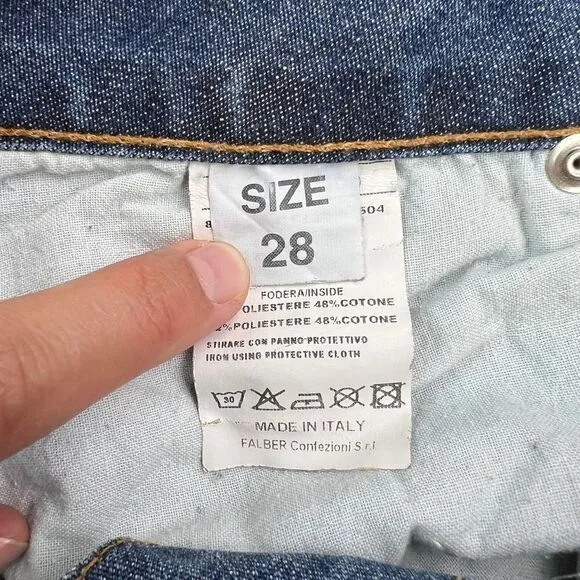 SIZE
28
504
FODERA/INSIDE
POLIESTERE 48%COTONE
%POLIESTERE 48%COTONE
STIRARE CON PANNO PROTETTIVO
IRON USING PROTECTIVE CLOTH
30
MADE IN ITALY
FALBER Confezioni S.r.l.